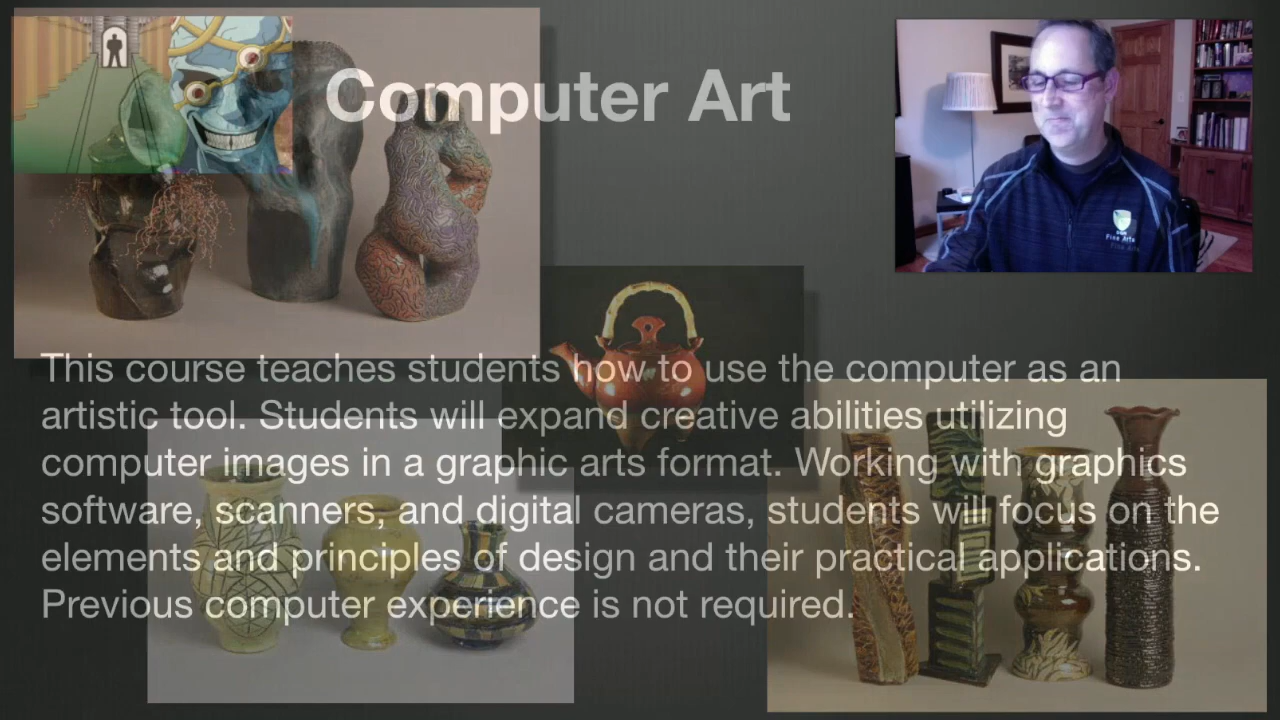 Computer Art
Fine Arts
This course teaches students how to use the computer as an
artistic tool. Students will expand creative abilities utilizing
computer images in a graphic arts format. Working with graphics
software, scanners, and digital cameras, students will focus on the
elements and principles of design and their practical applications.
Previous computer experience is not required.